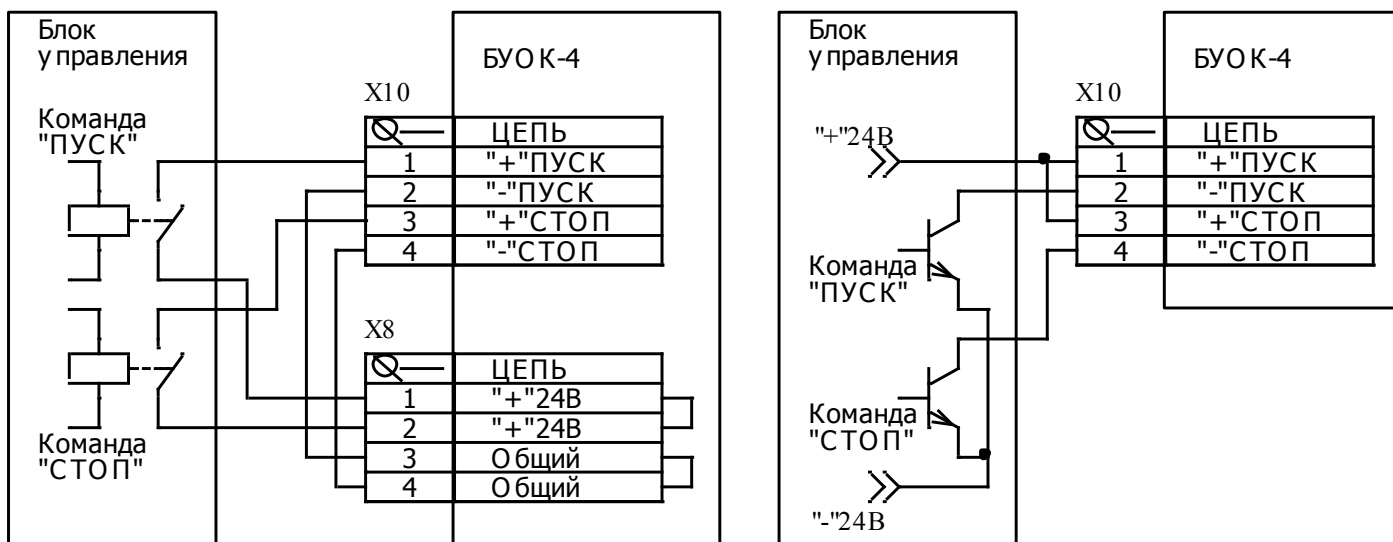 Блок
управления
БУОК-4
X10
Команда
"ПУСК"
ЦЕПЬ
1 "+"ПУСК
2 "-"ПУСК
3 "+"СТОП
4 "-"СТОП
X8
ЦЕПЬ
1 "+"24В
2 "+"24В
3 Общий
4 Общий
Команда
"СТОП"
Блок
управления
БУОК-4
X10
"+"24В
ЦЕПЬ
1 "+"ПУСК
2 "-"ПУСК
3 "+"СТОП
4 "-"СТОП
Команда
"ПУСК"
Команда
"СТОП"
"-"24В